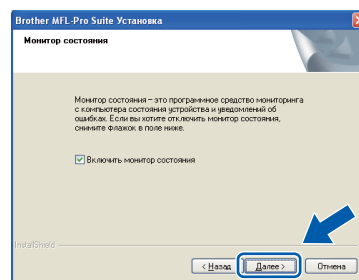 Brother MFL-Pro Suite Установка
Монитор состояния
Монитор состояния - это программное средство мониторинга
с компьютера состояния устройства и уведомлений об
ошибках. Если вы хотите отключить монитор состояния,
снимите флажок в поле ниже.
Включить монитор состояния
InstallShield
< Назад
Далее >
Отмена